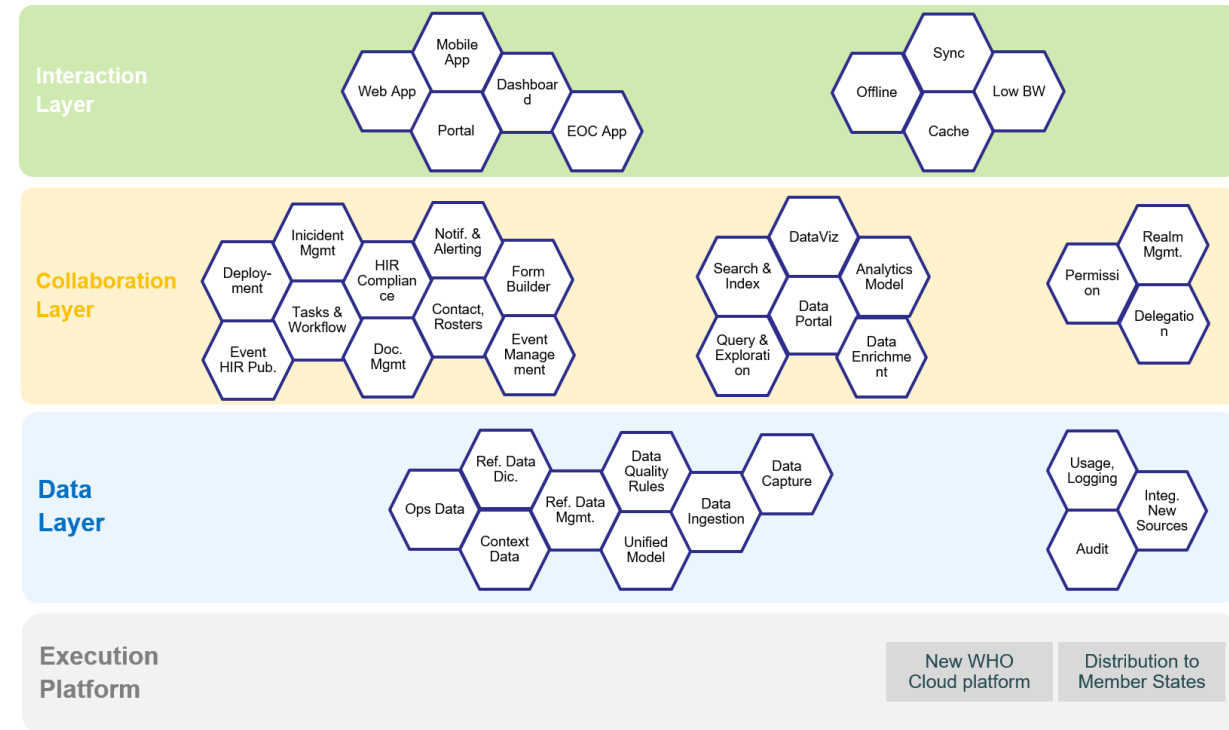 Interaction
Layer
Web App
Mobile
App
Portal
Dashboar
d
EOC App
Offline
Sync
Cache
Low BW
Collaboration
Layer
Deploy-
ment
Event
HIR Pub.
Inicident
Mgmt
Tasks &
Workflow
HIR
Complian
ce
Doc.
Mgmt
Notif. &
Alerting
Contact,
Rosters
Form
Builder
Event
Manage
ment
Search &
Index
Query &
Explorati
on
DataViz
Data
Portal
Analytics
Model
Data
Enrichme
nt
Permissi
on
Realm
Mgmt.
Delegatio
n
Data
Layer
Ops Data
Ref. Data
Dic.
Context
Data
Ref. Data
Mgmt.
Data
Quality
Rules
Unified
Model
Data
Ingestion
Data
Capture
Usage,
Logging
Audit
Integ.
New
Sources
Execution
Platform
New WHO
Cloud platform
Distribution to
Member States